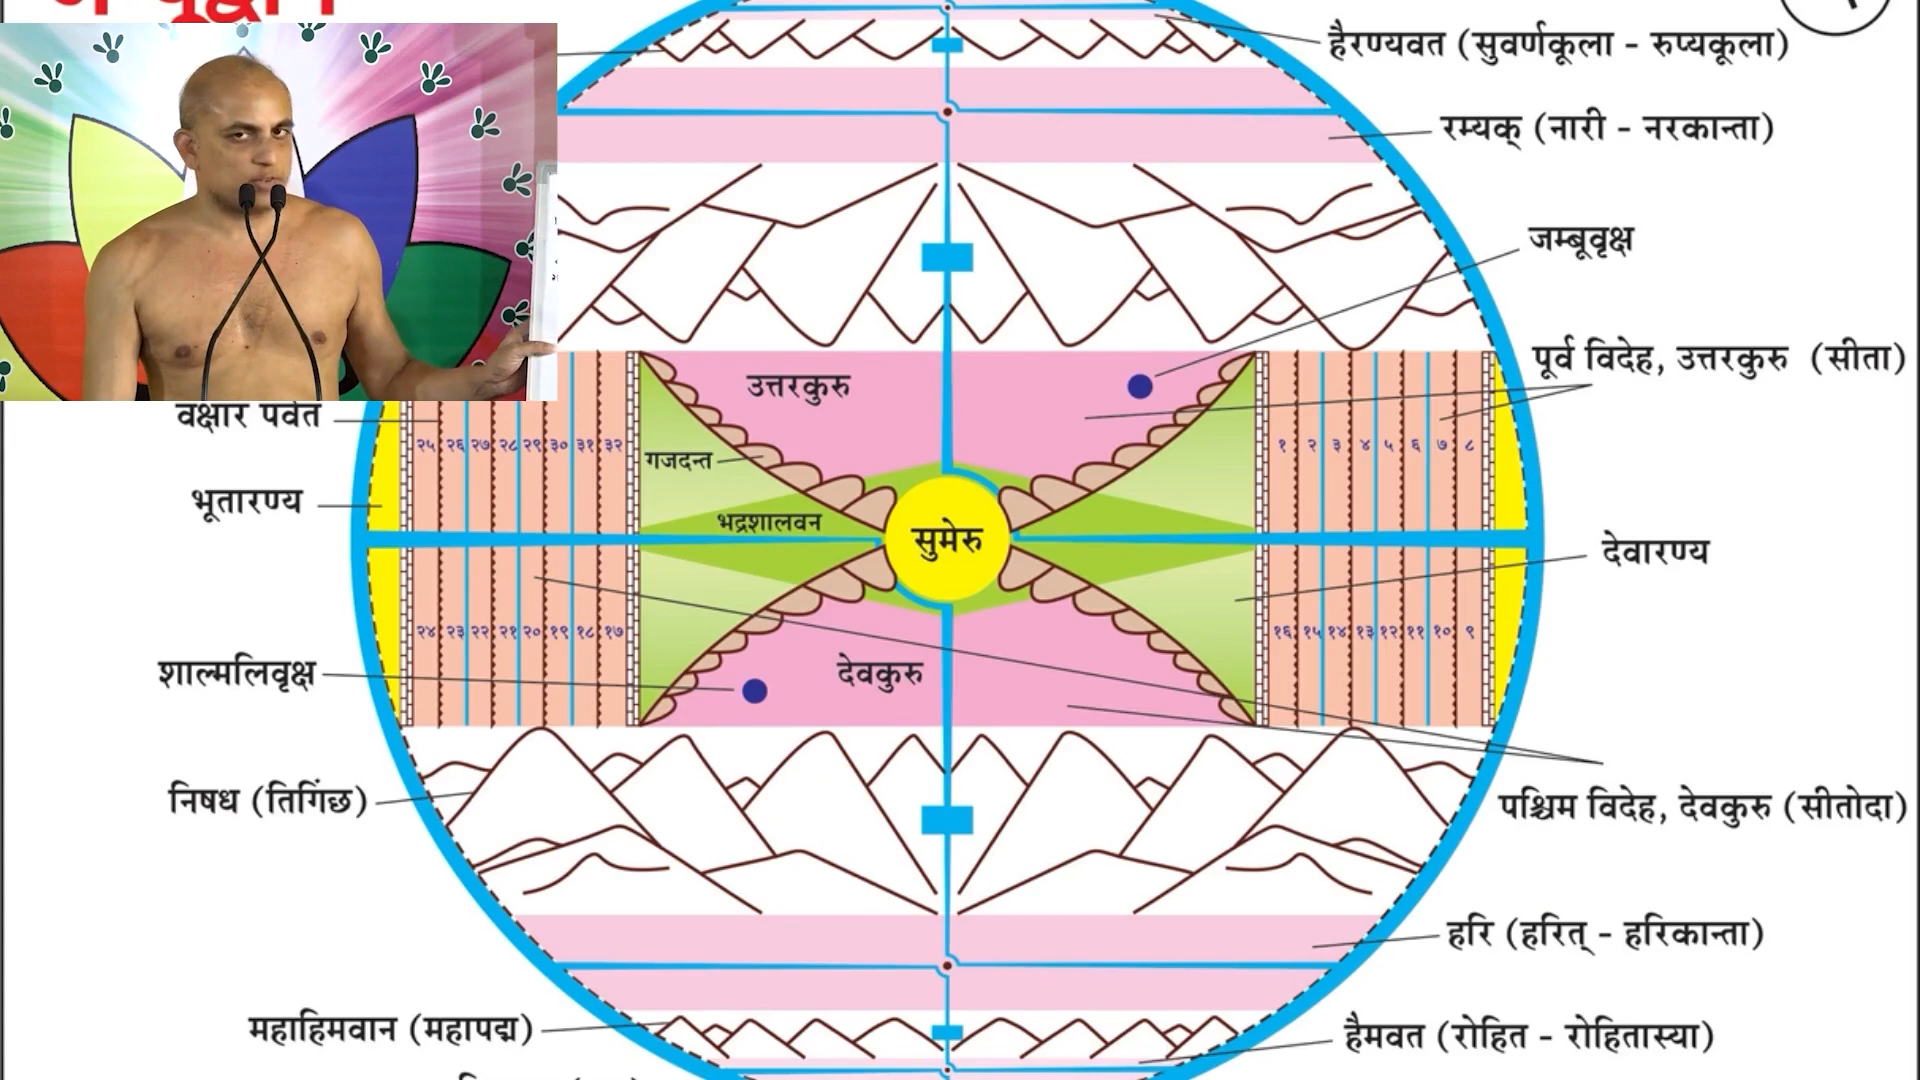 हैरण्यवत (सुवर्णकूला - रुप्यकूला)
रम्यक् (नारी - नरकान्ता)
जम्बूवृक्ष
पूर्व विदेह, उत्तरकुरु (सीता)
उत्तरकुरु
वक्षार पर्वत
२५ २६ २७ २८ २९ ३० ३१ ३२
१ २ ३ ४ ५ ६ ७ ८
गजदन्त
भूतारण्य
भद्रशालवन
सुमेरु
देवारण्य
२४ २३ २२ २१ २० १९ १८ १७
१६ १५ १४ १३ १२ ११ १० ९
शाल्मलिवृक्ष
देवकुरु
निषध (तिगिंछ)
पश्चिम विदेह, देवकुरु (सीतोदा)
हरि (हरित् - हरिकान्ता)
महाहिमवान (महापद्म)
हैमवत (रोहित - रोहितास्या)